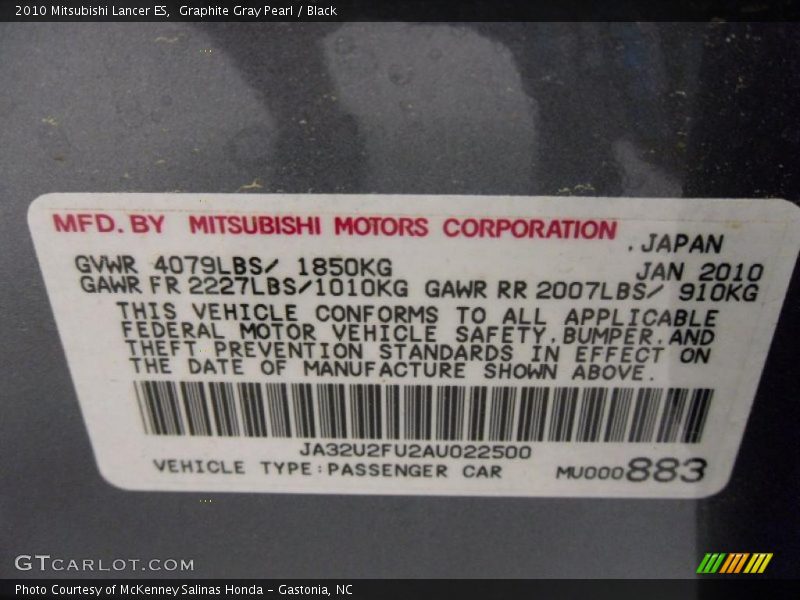 2010 Mitsubishi Lancer ES, Graphite Gray Pearl / Black
MFD. BY MITSUBISHI MOTORS CORPORATION
.JAPAN
GVWR 4079LBS/ 1850KG JAN 2010
GAWR FR 2227LBS/1010KG GAWR RR 2007LBS/ 910KG
THIS VEHICLE CONFORMS TO ALL APPLICABLE
FEDERAL MOTOR VEHICLE SAFETY,BUMPER,AND
THEFT PREVENTION STANDARDS IN EFFECT ON
THE DATE OF MANUFACTURE SHOWN ABOVE.
JA32U2FU2AU022500
VEHICLE TYPE:PASSENGER CAR MU000883
GTCARLOT.COM
Photo Courtesy of McKenney Salinas Honda - Gastonia, NC